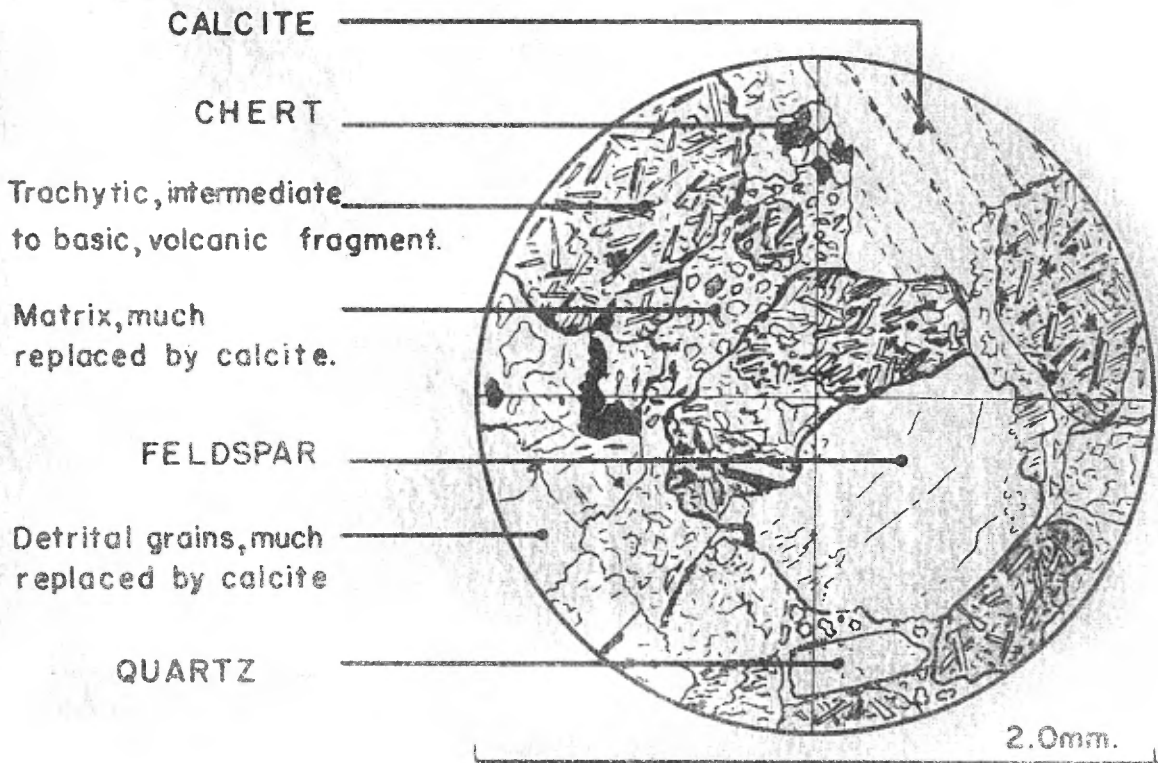 CALCITE
CHERT
Trachytic, intermediate
to basic, volcanic fragment.
Matrix, much
replaced by calcite.
FELDSPAR
Detrital grains, much
replaced by calcite
QUARTZ
2.0mm.